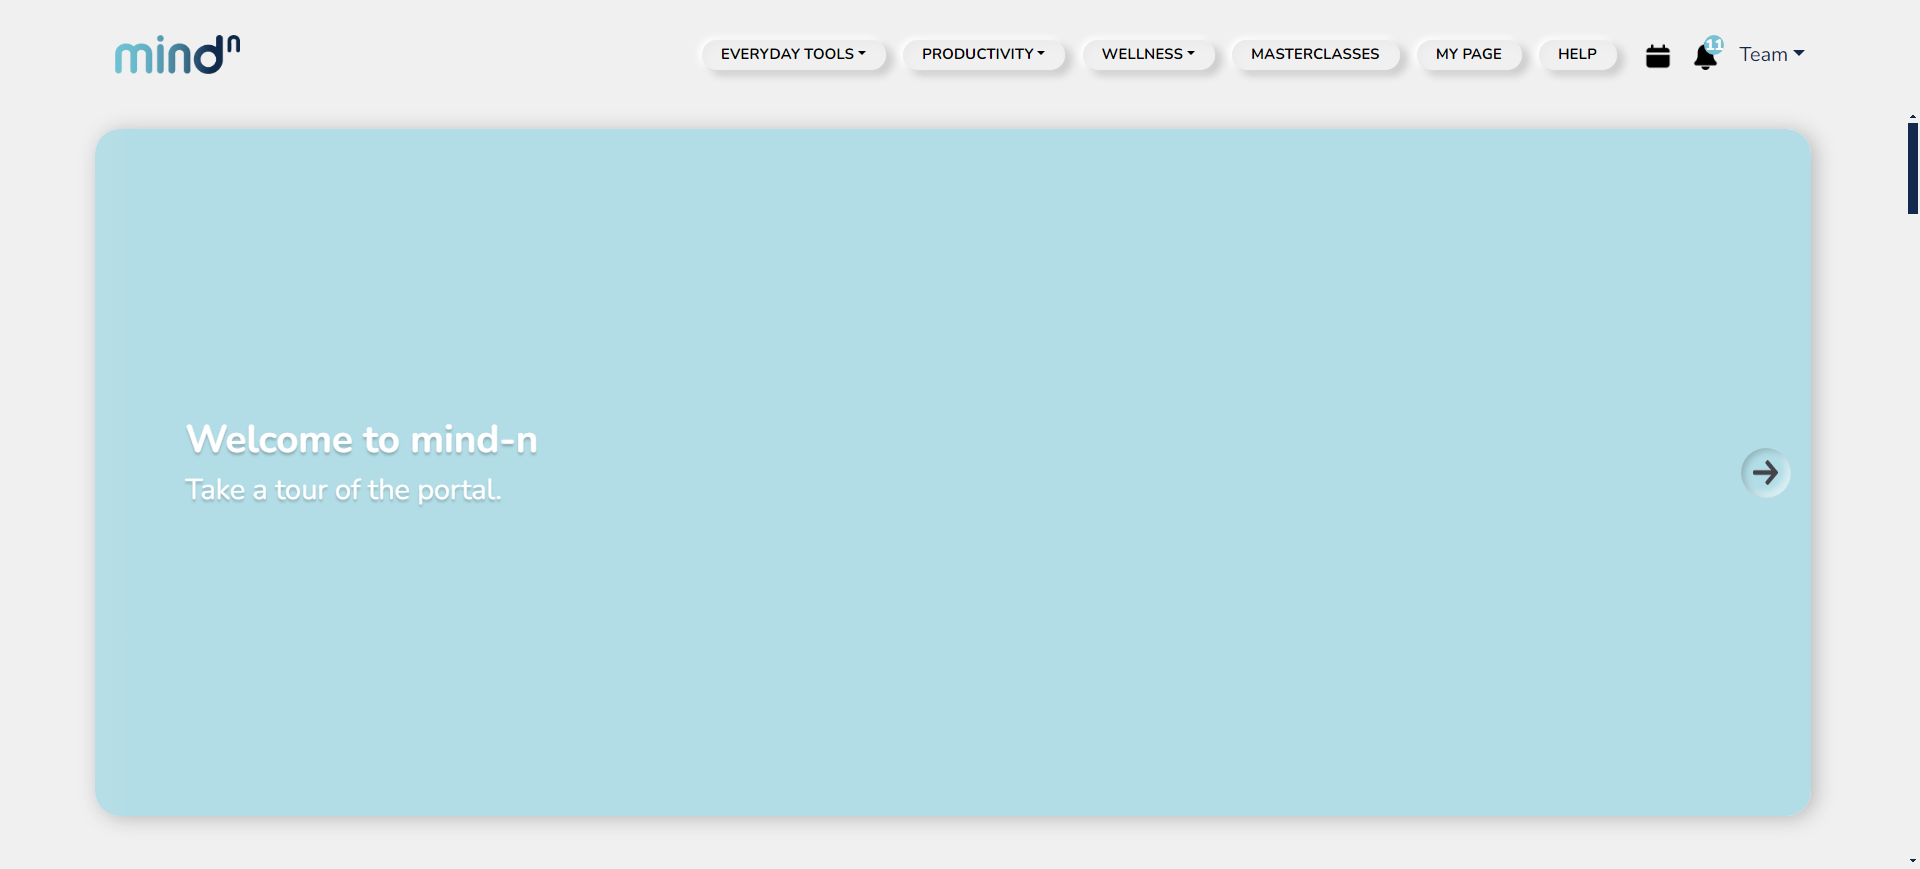 mind^n
EVERYDAY TOOLS
PRODUCTIVITY
WELLNESS
MASTERCLASSES
MY PAGE
HELP
11
Team
Welcome to mind-n
Take a tour of the portal.